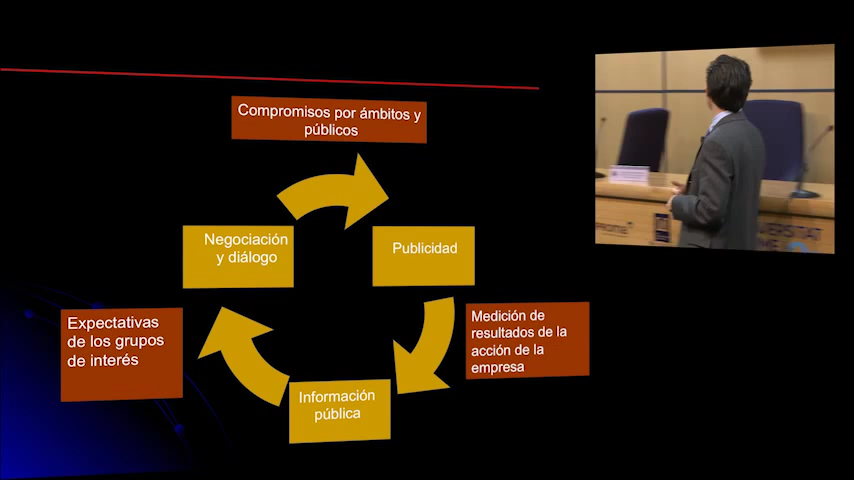 Compromisos por ámbitos y
públicos
Negociación
y diálogo
Publicidad
Expectativas
de los grupos
de interés
Medición de
resultados de la
acción de la
empresa
Información
pública